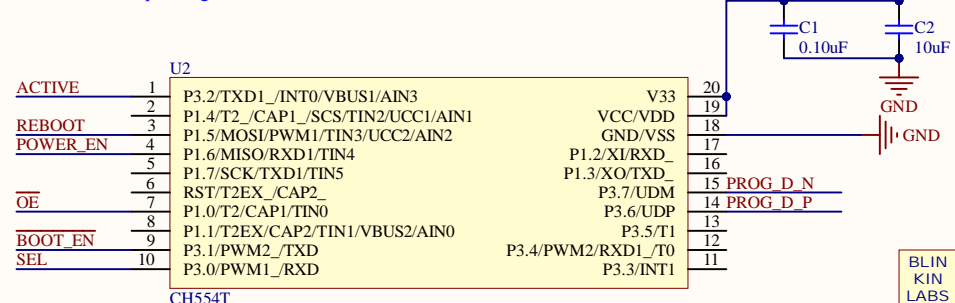 C1
0.10uF
C2
10uF
GND
U2
ACTIVE 1 P3.2/TXD1_/INT0/VBUS1/AIN3
2 P1.4/T2_/CAP1_/SCS/TIN2/UCC1/AIN1
REBOOT 3 P1.5/MOSI/PWM1/TIN3/UCC2/AIN2
POWER_EN 4 P1.6/MISO/RXD1/TIN4
5 P1.7/SCK/TXD1/TIN5
6 RST/T2EX_/CAP2_
OE 7 P1.0/T2/CAP1/TIN0
8 P1.1/T2EX/CAP2/TIN1/VBUS2/AIN0
BOOT_EN 9 P3.1/PWM2_/TXD
SEL 10 P3.0/PWM1_/RXD
V33 20
VCC/VDD 19
GND/VSS 18 GND
P1.2/XI/RXD_ 17
P1.3/XO/TXD_ 16
P3.7/UDM 15 PROG_D_N
P3.6/UDP 14 PROG_D_P
P3.5/T1 13
P3.4/PWM2/RXD1_/T0 12
P3.3/INT1 11
CH554T
BLIN
KIN
LABS